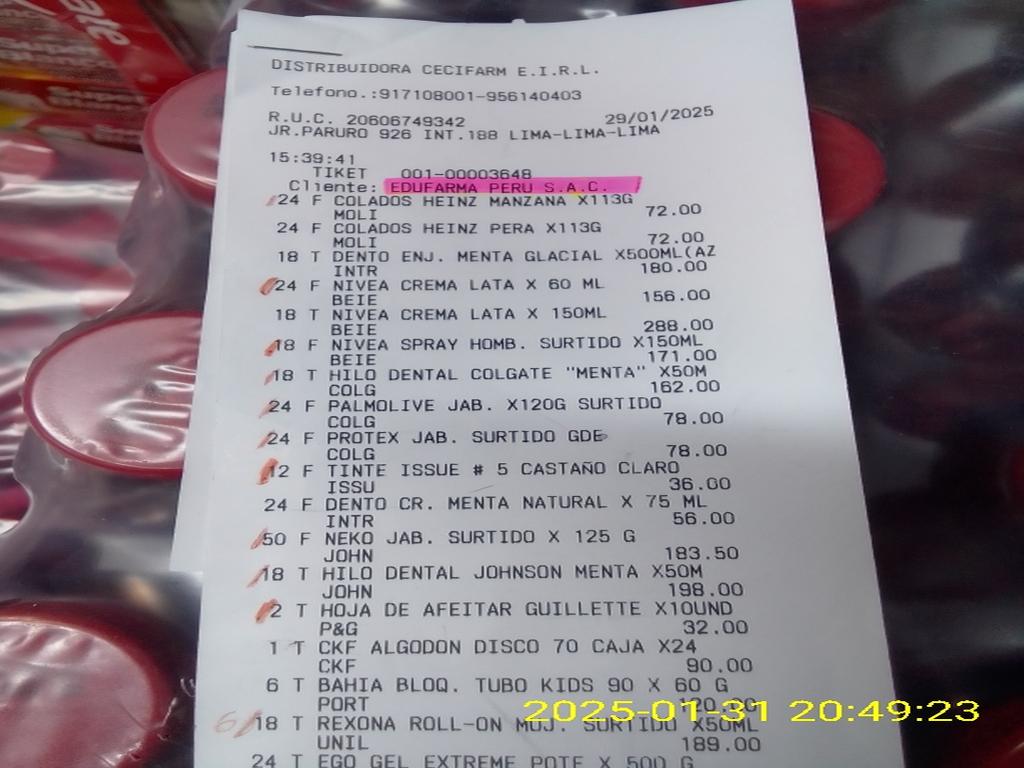 DISTRIBUIDORA CECIFARM E.I.R.L.
Telefono.:917108001-956140403
R.U.C. 20606749342 29/01/2025
JR.PARURO 926 INT.188 LIMA-LIMA-LIMA
15:39:41
TIKET 001-00003648
Cliente: EDUFARMA PERU S.A.C.
24 F COLADOS HEINZ MANZANA X113G
MOLI 72.00
24 F COLADOS HEINZ PERA X113G
MOLI 72.00
18 T DENTO ENJ. MENTA GLACIAL X500ML(AZ
INTR 180.00
24 F NIVEA CREMA LATA X 60 ML
BEIE 156.00
18 T NIVEA CREMA LATA X 150ML
BEIE 288.00
18 F NIVEA SPRAY HOMB. SURTIDO X150ML
BEIE 171.00
18 T HILO DENTAL COLGATE "MENTA" X50M
COLG 162.00
24 F PALMOLIVE JAB. X120G SURTIDO
COLG 78.00
24 F PROTEX JAB. SURTIDO GDE
COLG 78.00
12 F TINTE ISSUE # 5 CASTAÑO CLARO
ISSU 36.00
24 F DENTO CR. MENTA NATURAL X 75 ML
INTR 56.00
50 F NEKO JAB. SURTIDO X 125 G
JOHN 183.50
18 T HILO DENTAL JOHNSON MENTA X50M
JOHN 198.00
2 T HOJA DE AFEITAR GUILLETTE X10UND
P&G 32.00
1 T CKF ALGODON DISCO 70 CAJA X24
CKF 90.00
6 T BAHIA BLOQ. TUBO KIDS 90 X 60 G
PORT
2025-01-31 20:49:23
6/ 18 T REXONA ROLL-ON MUJ. SURTIDO X50ML
UNIL 189.00
24 T EGO GEL EXTREME POTE X 500 G